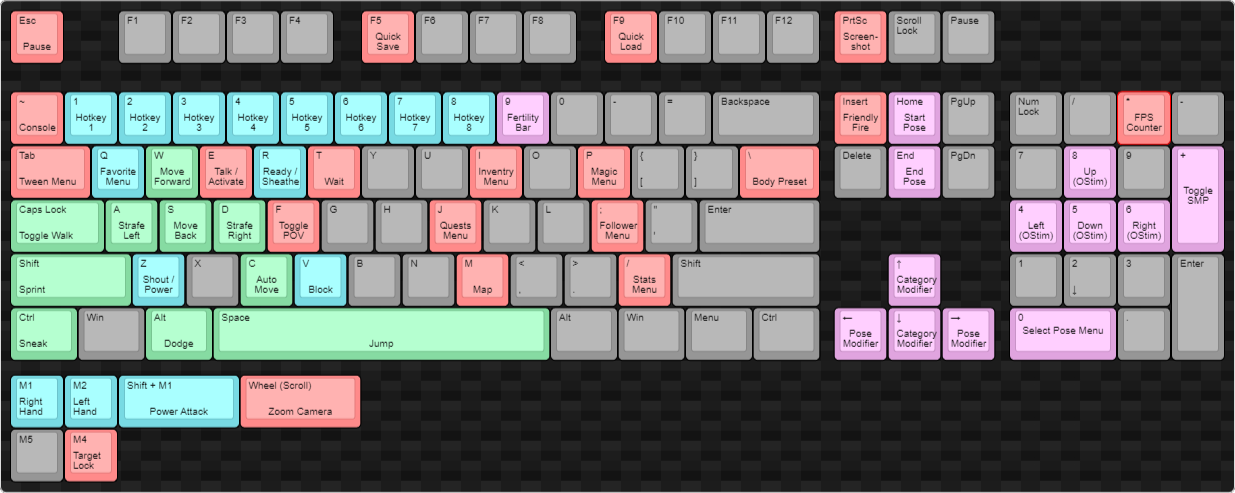 Esc F1 F2 F3 F4 F5 F6 F7 F8 F9 F10 F11 F12 PrtSc Scroll Lock Pause
Pause Quick Save Quick Load Screen-shot
~ 1 2 3 4 5 6 7 8 9 0 - = Backspace Insert Home PgUp Num Lock / * -
Console Hotkey 1 Hotkey 2 Hotkey 3 Hotkey 4 Hotkey 5 Hotkey 6 Hotkey 7 Hotkey 8 Fertility Bar Friendly Fire Start Pose FPS Counter
Tab Q W E R T Y U I O P { } \ Delete End PgDn 7 8 9 +
Tween Menu Favorite Menu Move Forward Talk / Activate Ready / Sheathe Wait Inventry Menu Magic Menu [ ] Body Preset End Pose Up (OStim) Toggle SMP
Caps Lock A S D F G H J K L : " Enter 4 5 6
Toggle Walk Strafe Left Move Back Strafe Right Toggle POV Quests Menu Follower Menu ' Left (OStim) Down (OStim) Right (OStim)
Shift Z X C V B N M < > / Shift ↑ 1 2 3 Enter
Sprint Shout / Power Auto Move Block Map , . Stats Menu Category Modifier ↓
Ctrl Win Alt Space Alt Win Menu Ctrl ← ↓ → 0 .
Sneak Dodge Jump Pose Modifier Category Modifier Pose Modifier Select Pose Menu
M1 M2 Shift + M1 Wheel (Scroll)
Right Hand Left Hand Power Attack Zoom Camera
M5 M4
Target Lock